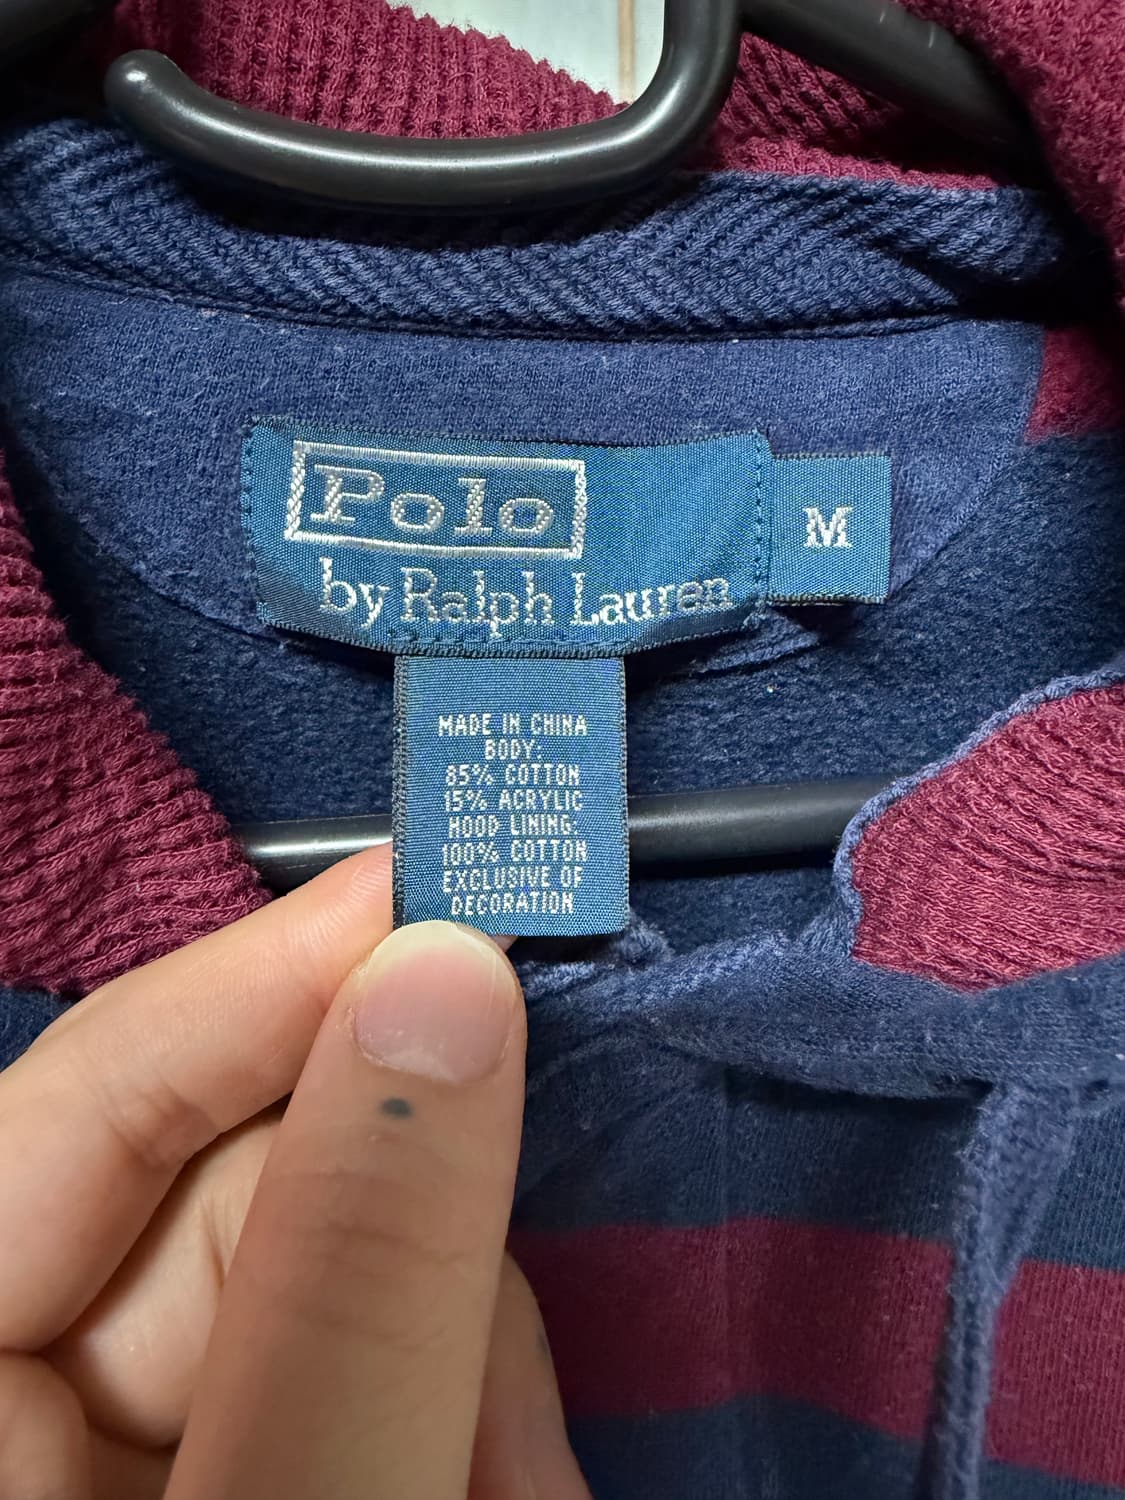 Polo
by Ralph Lauren
M
MADE IN CHINA
BODY:
85% COTTON
15% ACRYLIC
HOOD LINING:
100% COTTON
EXCLUSIVE OF
DECORATION